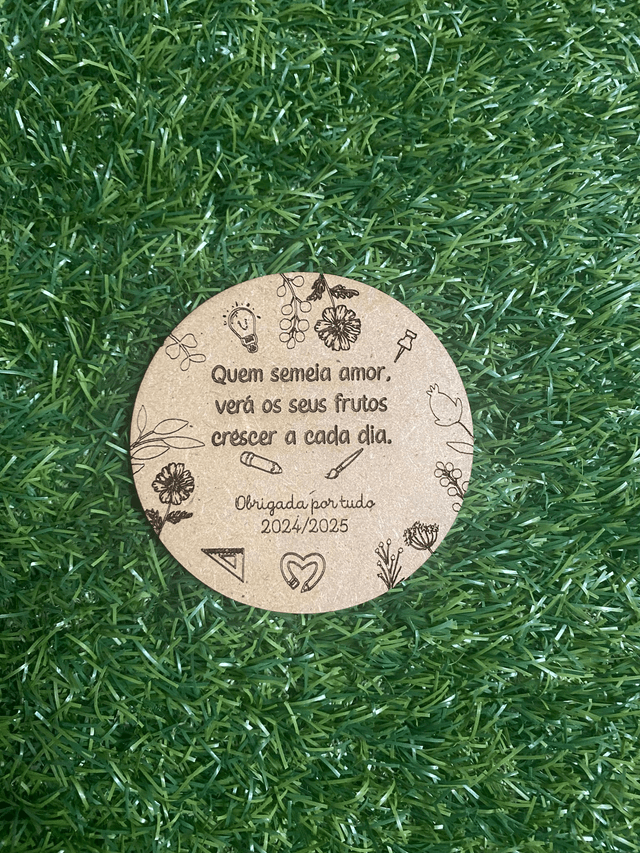 Quem semeia amor,
verá os seus frutos
crescer a cada dia.
Obrigada por tudo
2024/2025